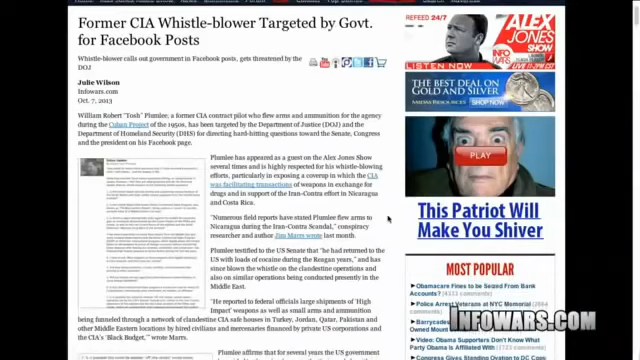 Former CIA Whistle-blower Targeted by Govt.
for Facebook Posts
Whistle-blower calls out government in Facebook posts, gets threatened by the
DOJ
Julie Wilson
Infowars.com
Oct. 7, 2013
William Robert "Tosh" Plumlee, a former CIA contract pilot who flew arms and ammunition for the agency
during the Cuban Project of the 1950s, has been targeted by the Department of Justice (DOJ) and the
Department of Homeland Security (DHS) for directing hard-hitting questions toward the Senate, Congress
and the president on his Facebook page.
Plumlee has appeared as a guest on the Alex Jones Show
several times and is highly respected for his whistle-blowing
efforts, particularly in exposing a coverup in which the CIA
was facilitating transactions of weapons in exchange for
drugs and in support of the Iran-Contra effort in Nicaragua
and Costa Rica.
"Numerous field reports have stated Plumlee flew arms to
Nicaragua during the Iran-Contra Scandal," conspiracy
researcher and author Jim Marrs wrote last month.
Plumlee testified to the US Senate that "he had returned to the
US with loads of cocaine during the Reagan years," and has
since blown the whistle on the clandestine operations and
also on similar operations being conducted presently in the
Middle East.
"He reported to federal officials large shipments of 'High
Impact' weapons as well as small arms and ammunition
being funneled through a network of clandestine CIA safe houses in Turkey, Jordan, Qatar, Pakistan and
other Middle Eastern locations by hired civilians and mercenaries financed by private US corporations and
the CIA's 'Black Budget,'" wrote Marrs.
Plumlee affirms that for several years the US government
REFEED 24/7
ALEX
JONES
SHOW
INFO
WARS
LIVE 11-2PM CST
THE BEST DEAL ON
GOLD AND SILVER
MIDAS RESOURCES
SHOP NOW
PLAY
This Patriot Will
Make You Shiver
MOST POPULAR
Obamacare Fines to be Seized From Bank
Accounts?
Police Arrest Veterans at NYC Memorial
Barrycades
Ordered
Video: Obama Supporters Don't Know What
Party Obama is Affiliated With
Congress Gives Standing Ovation to DC
INFOWARS.COM